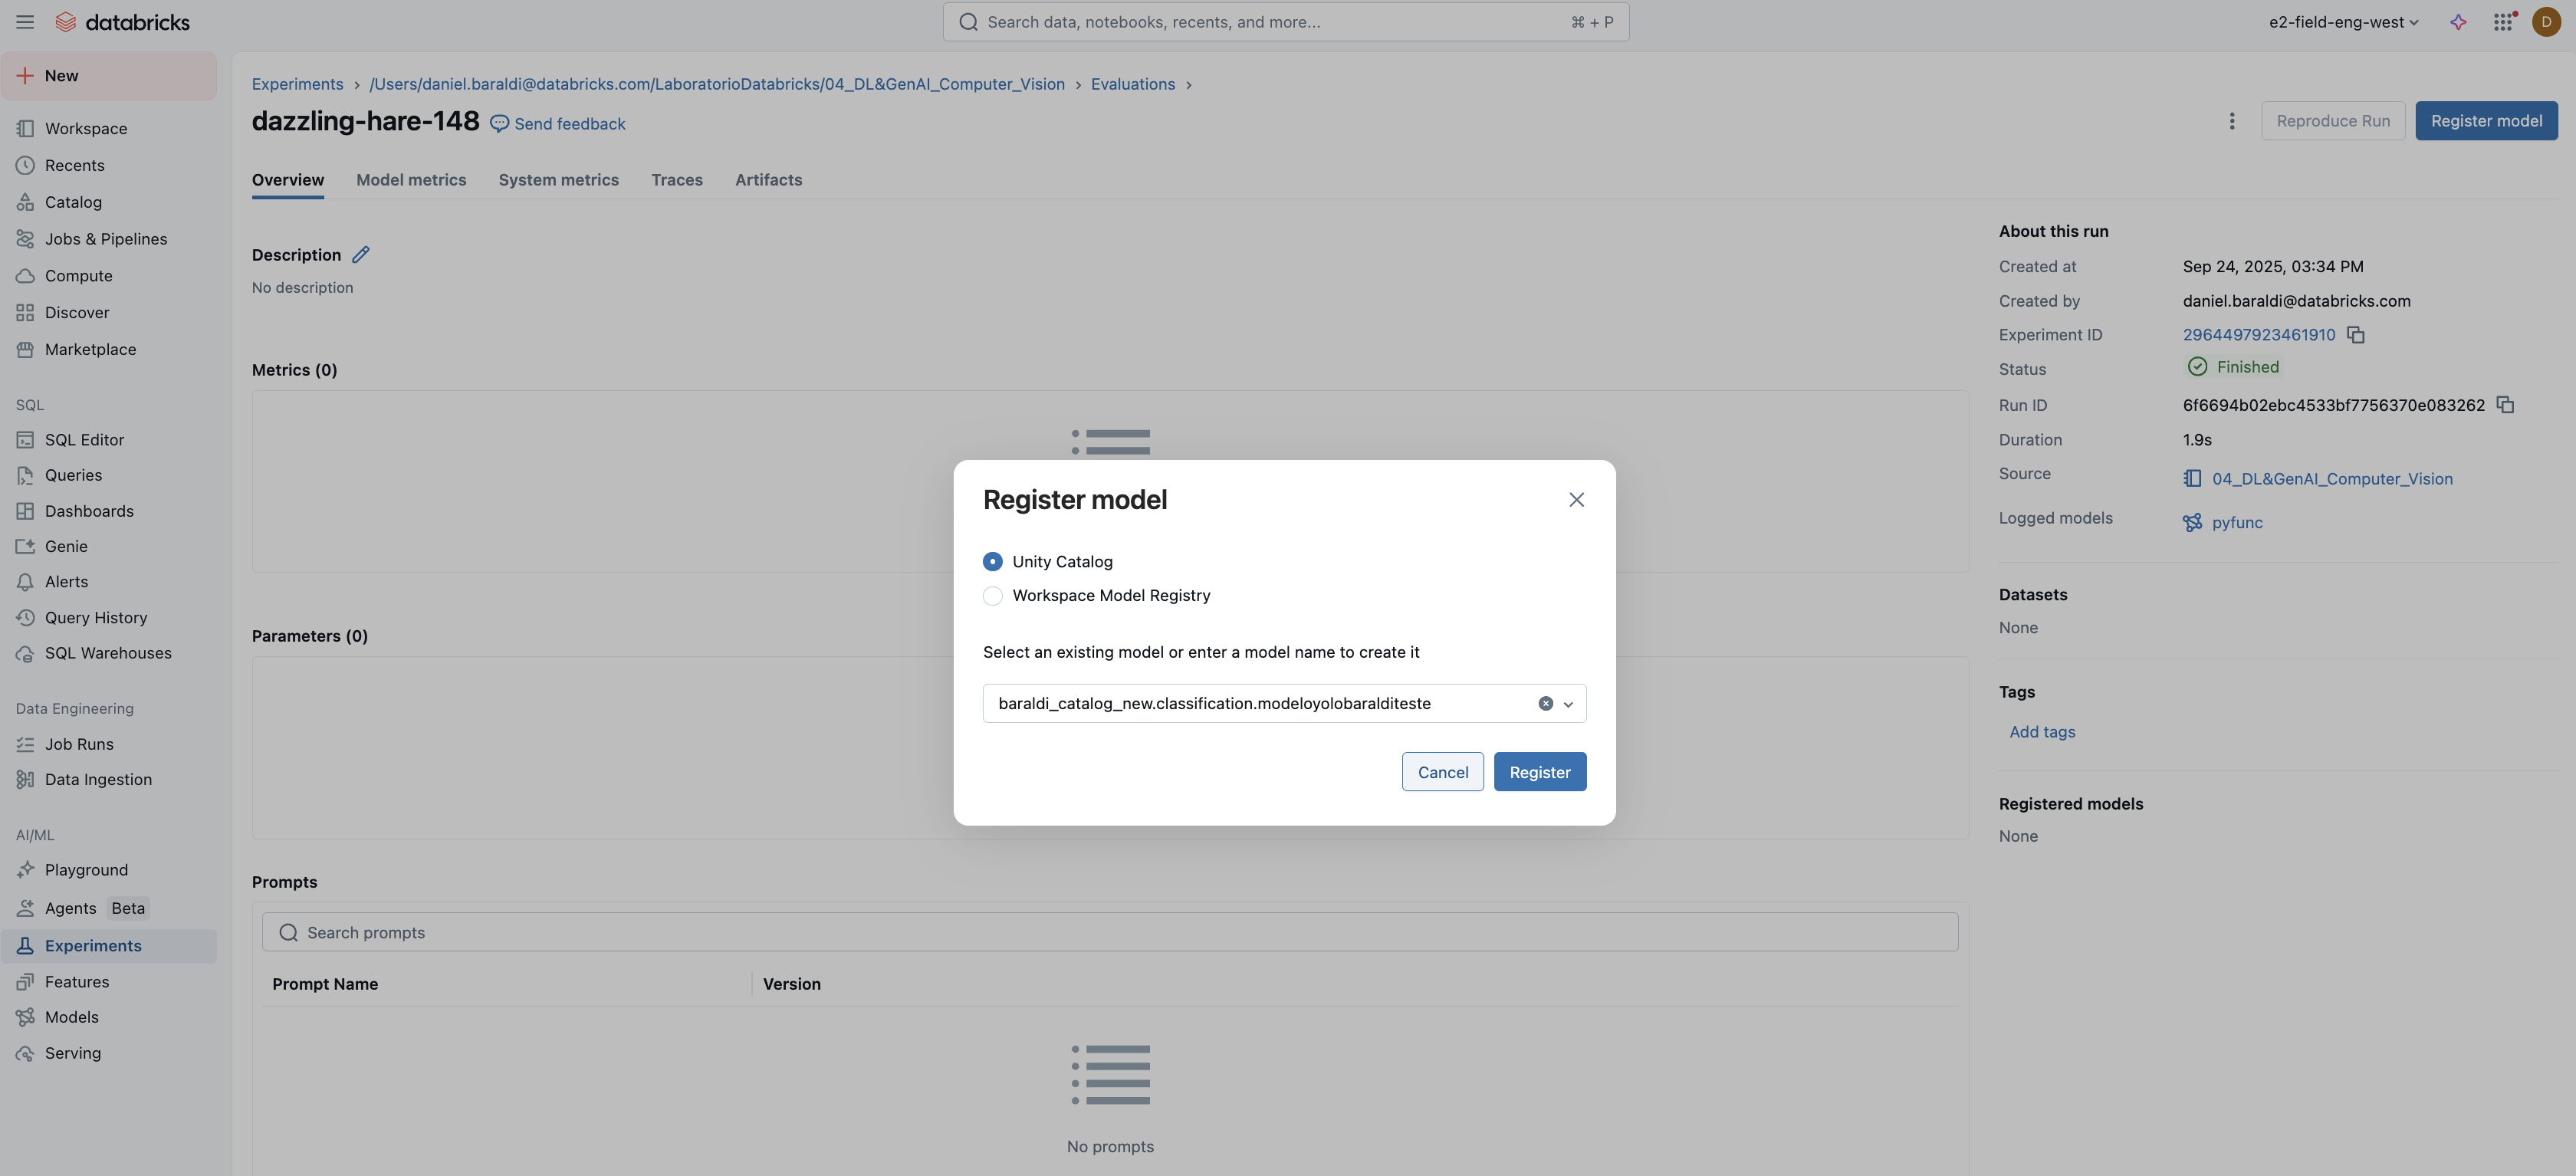 databricks
Search data, notebooks, recents, and more...
⌘ + P
e2-field-eng-west
D
New
Workspace
Recents
Catalog
Jobs & Pipelines
Compute
Discover
Marketplace
SQL
SQL Editor
Queries
Dashboards
Genie
Alerts
Query History
SQL Warehouses
Data Engineering
Job Runs
Data Ingestion
AI/ML
Playground
Agents Beta
Experiments
Features
Models
Serving
Experiments › /Users/daniel.baraldi@databricks.com/LaboratorioDatabricks/04_DL&GenAI_Computer_Vision › Evaluations ›
dazzling-hare-148 Send feedback
Reproduce Run
Register model
Overview Model metrics System metrics Traces Artifacts
Description
No description
Metrics (0)
Parameters (0)
Prompts
Search prompts
Prompt Name Version
No prompts
Register model
Unity Catalog
Workspace Model Registry
Select an existing model or enter a model name to create it
baraldi_catalog_new.classification.modeloyolobaralditeste
Cancel Register
About this run
Created at Sep 24, 2025, 03:34 PM
Created by daniel.baraldi@databricks.com
Experiment ID 2964497923461910
Status Finished
Run ID 6f6694b02ebc4533bf7756370e083262
Duration 1.9s
Source 04_DL&GenAI_Computer_Vision
Logged models pyfunc
Datasets
None
Tags
Add tags
Registered models
None